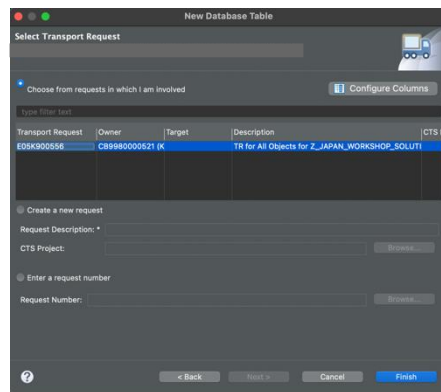 New Database Table
Select Transport Request
Choose from requests in which I am involved
Configure Columns
type filter text
Transport Request Owner Target Description CTS
E05K900556 CB9980000521 (K TR for All Objects for Z_JAPAN_WORKSHOP_SOLUTI
Create a new request
Request Description: *
CTS Project: Browse...
Enter a request number
Request Number: Browse...
? < Back Next > Cancel Finish